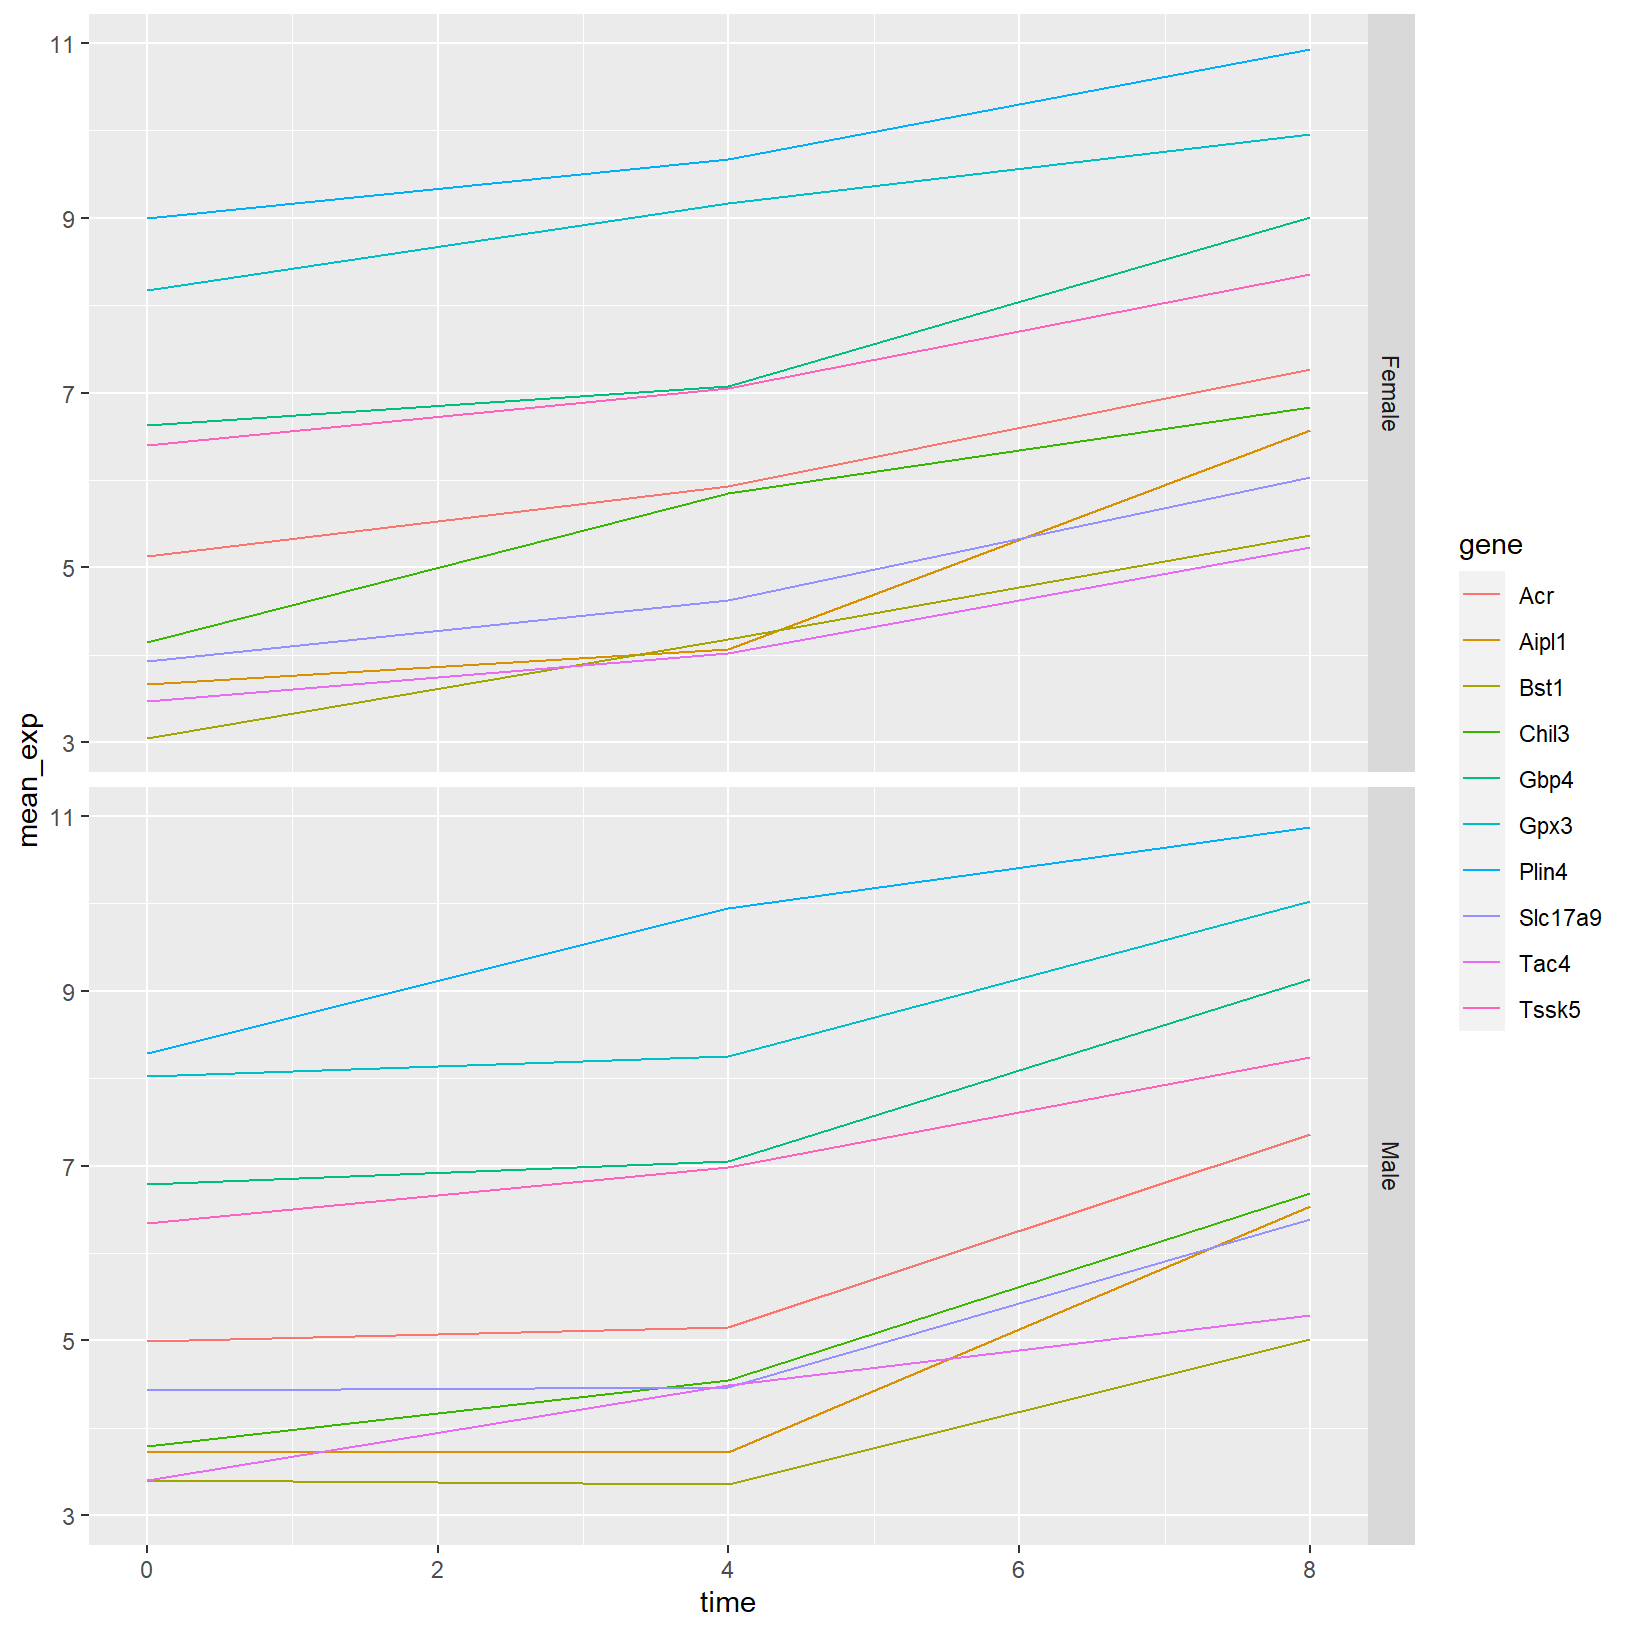 mean_exp
11
9
7
5
3
Female
11
9
7
5
3
Male
0 2 4 6 8
time
gene
Acr
Aipl1
Bst1
Chil3
Gbp4
Gpx3
Plin4
Slc17a9
Tac4
Tssk5